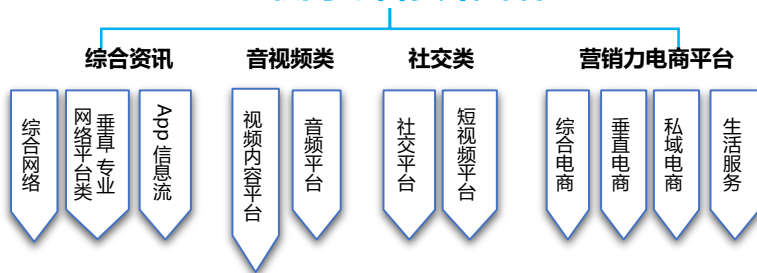 综合资讯
音视频类
社交类
营销力电商平台
综合网络
垂直 专业
网络平台类
App 信息流
视频内容平台
音频平台
社交平台
短视频平台
综合电商
垂直电商
私域电商
生活服务